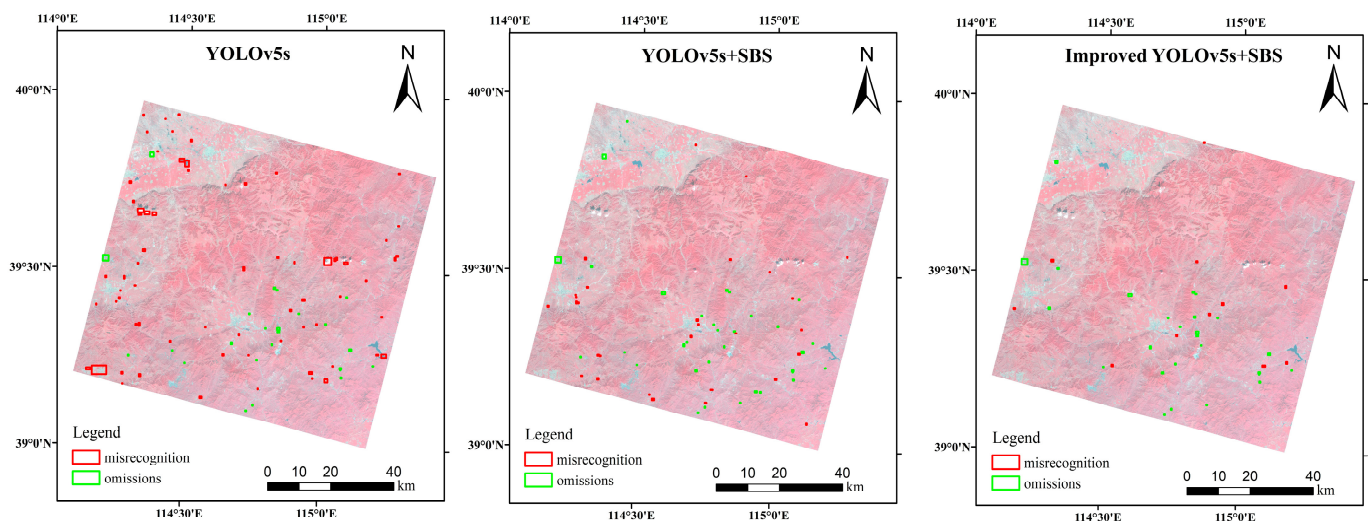 114°0'E 114°30'E 115°0'E
YOLOv5s
N
40°0'N
39°30'N
39°0'N
Legend
misrecognition
omissions
0 10 20 40
km
114°30'E 115°0'E
114°0'E 114°30'E 115°0'E
YOLOv5s+SBS
N
40°0'N
39°30'N
39°0'N
Legend
misrecognition
omissions
0 10 20 40
km
114°30'E 115°0'E
114°0'E 114°30'E 115°0'E
Improved YOLOv5s+SBS
N
40°0'N
39°30'N
39°0'N
Legend
misrecognition
omissions
0 10 20 40
km
114°30'E 115°0'E